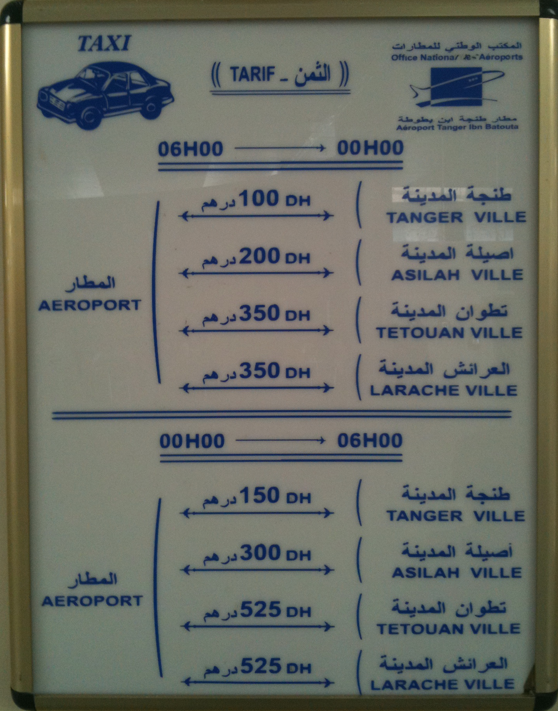 TAXI
(( TARIF - الثمن ))
المكتب الوطني للمطارات
Office National des Aéroports
مطار طنجة ابن بطوطة
Aéroport Tanger Ibn Batouta
06H00 → 00H00
المطار
AEROPORT
درهم 100 DH
طنجة المدينة
TANGER VILLE
درهم 200 DH
اصيلة المدينة
ASILAH VILLE
درهم 350 DH
تطوان المدينة
TETOUAN VILLE
درهم 350 DH
العرائش المدينة
LARACHE VILLE
00H00 → 06H00
المطار
AEROPORT
درهم 150 DH
طنجة المدينة
TANGER VILLE
درهم 300 DH
أصيلة المدينة
ASILAH VILLE
درهم 525 DH
تطوان المدينة
TETOUAN VILLE
درهم 525 DH
العرائش المدينة
LARACHE VILLE